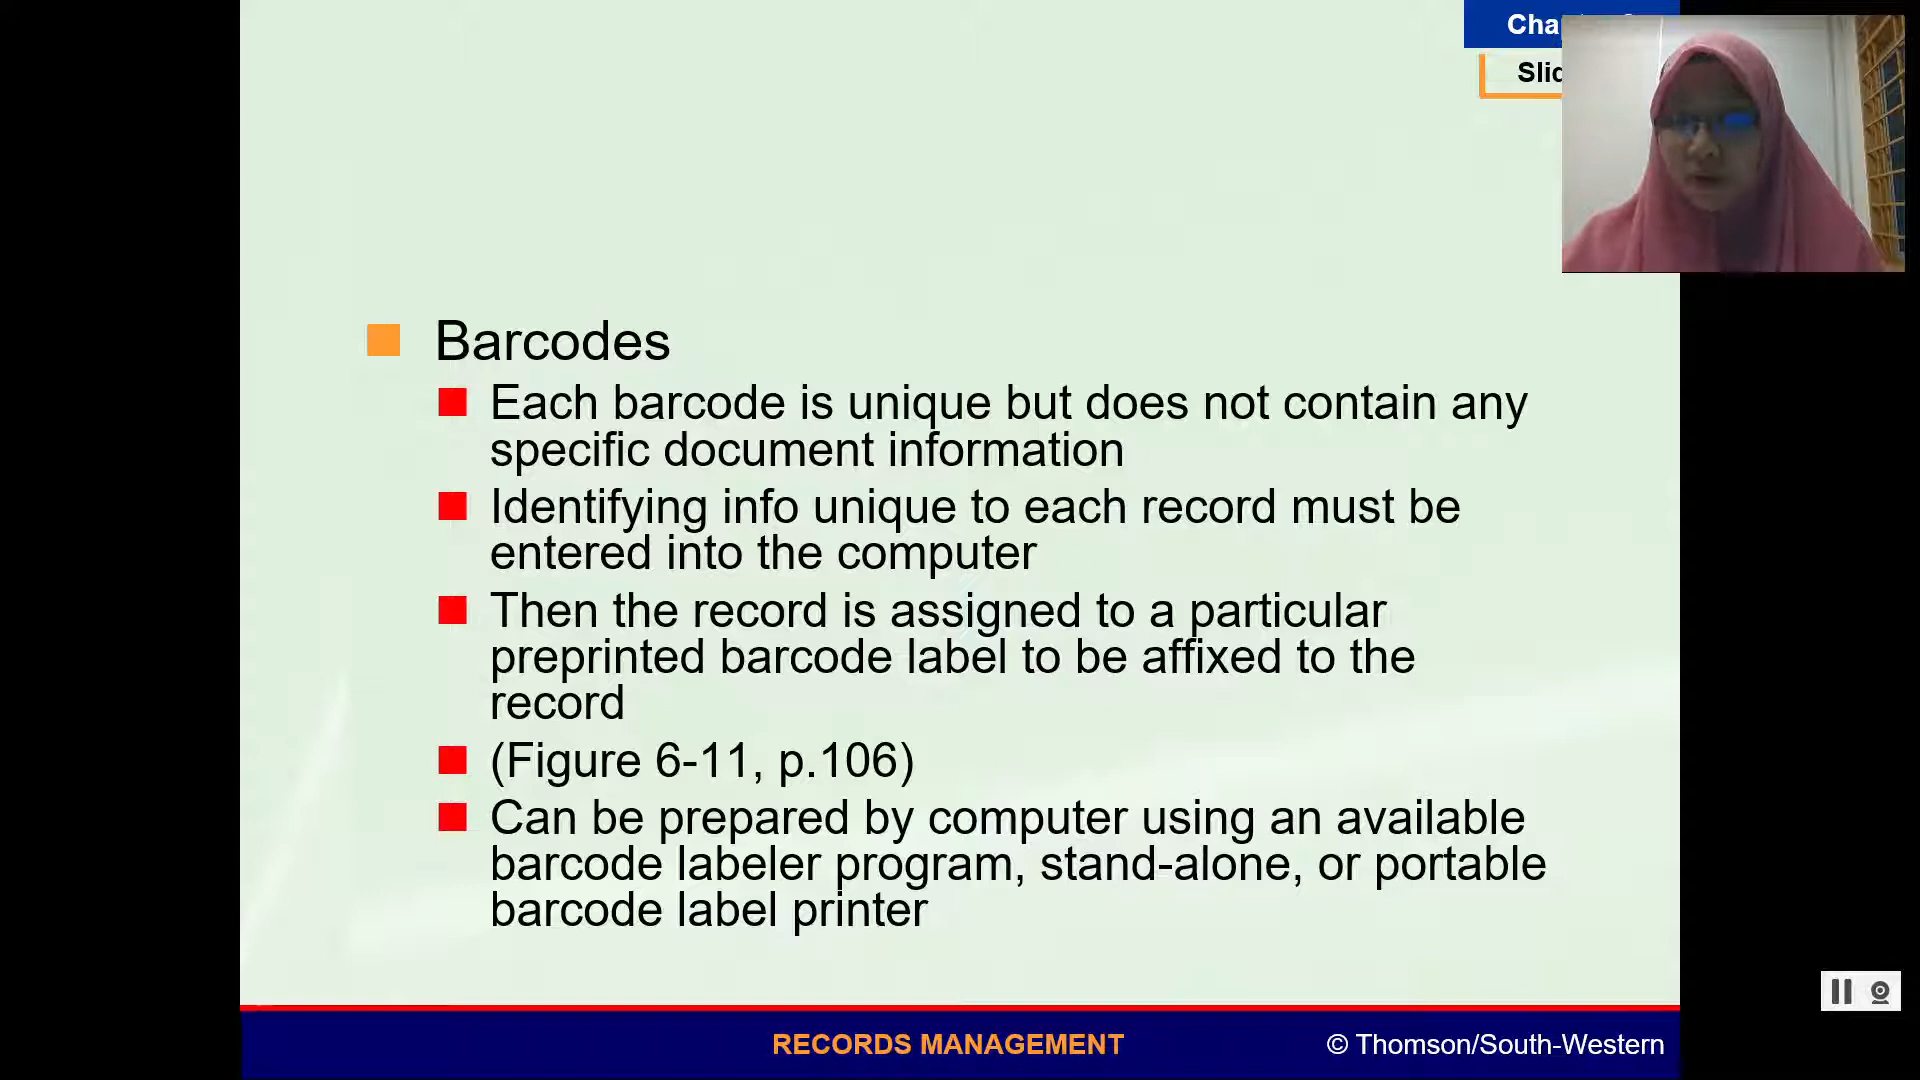 Barcodes
Each barcode is unique but does not contain any
specific document information
Identifying info unique to each record must be
entered into the computer
Then the record is assigned to a particular
preprinted barcode label to be affixed to the
record
(Figure 6-11, p.106)
Can be prepared by computer using an available
barcode labeler program, stand-alone, or portable
barcode label printer
RECORDS MANAGEMENT
© Thomson/South-Western